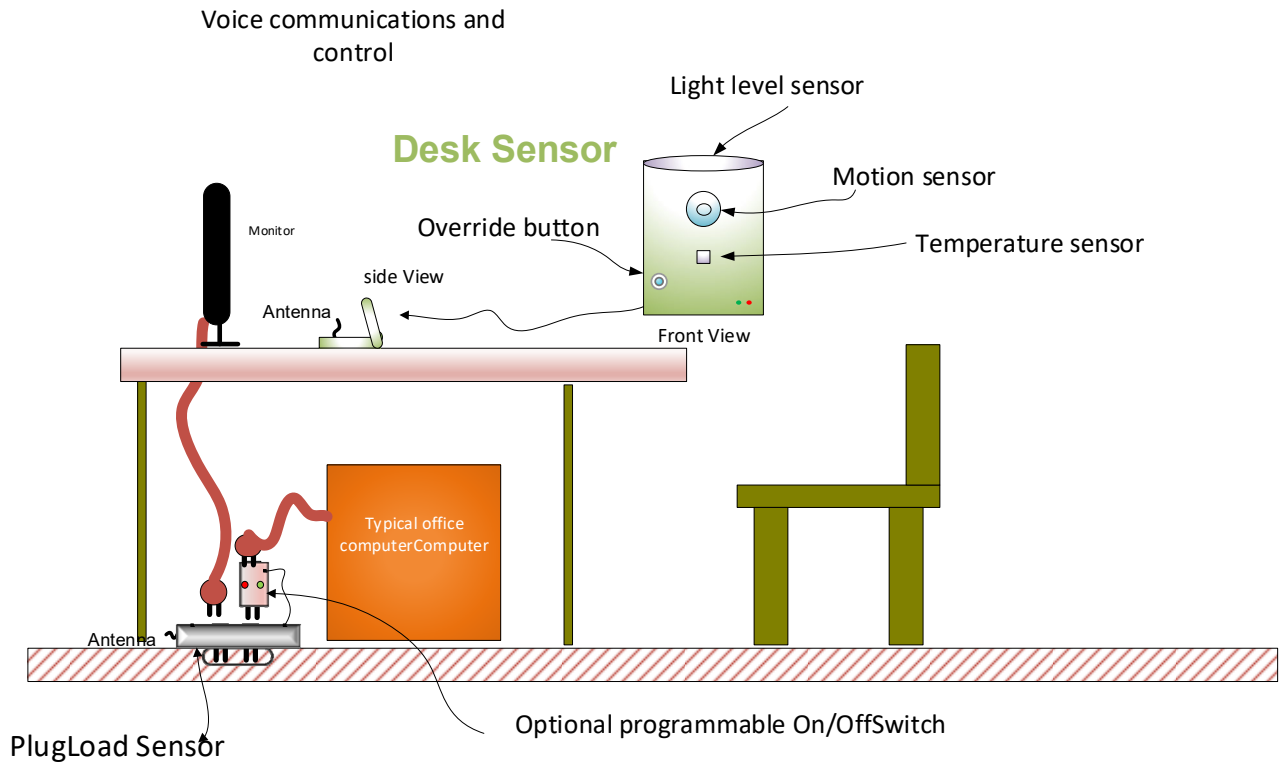 Voice communications and
control
Light level sensor
Desk Sensor
Motion sensor
Override button
Temperature sensor
Monitor
side View
Antenna
Front View
Typical office
computerComputer
Antenna
Optional programmable On/OffSwitch
PlugLoad Sensor